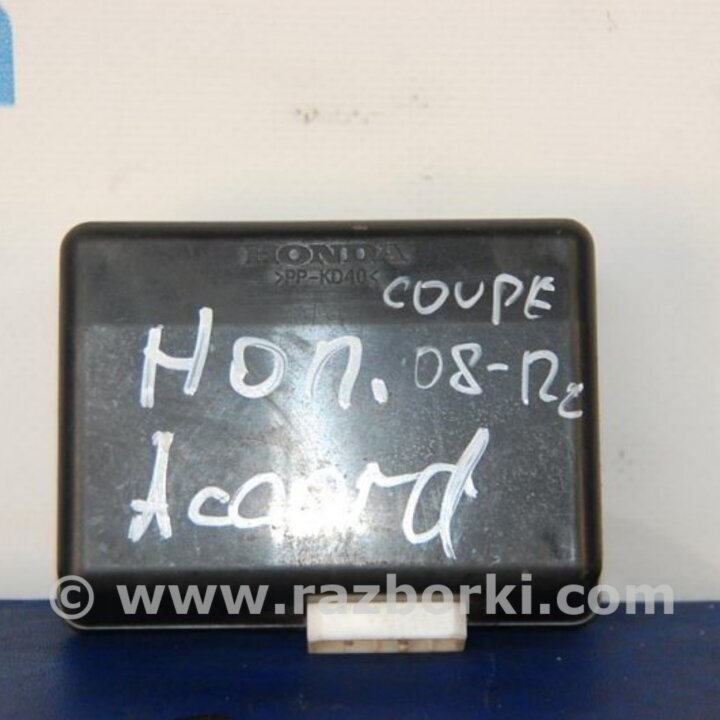 HONDA
>PP-KD40<
COUPE
Hon. 08-12г
Accord
© www.razborki.com